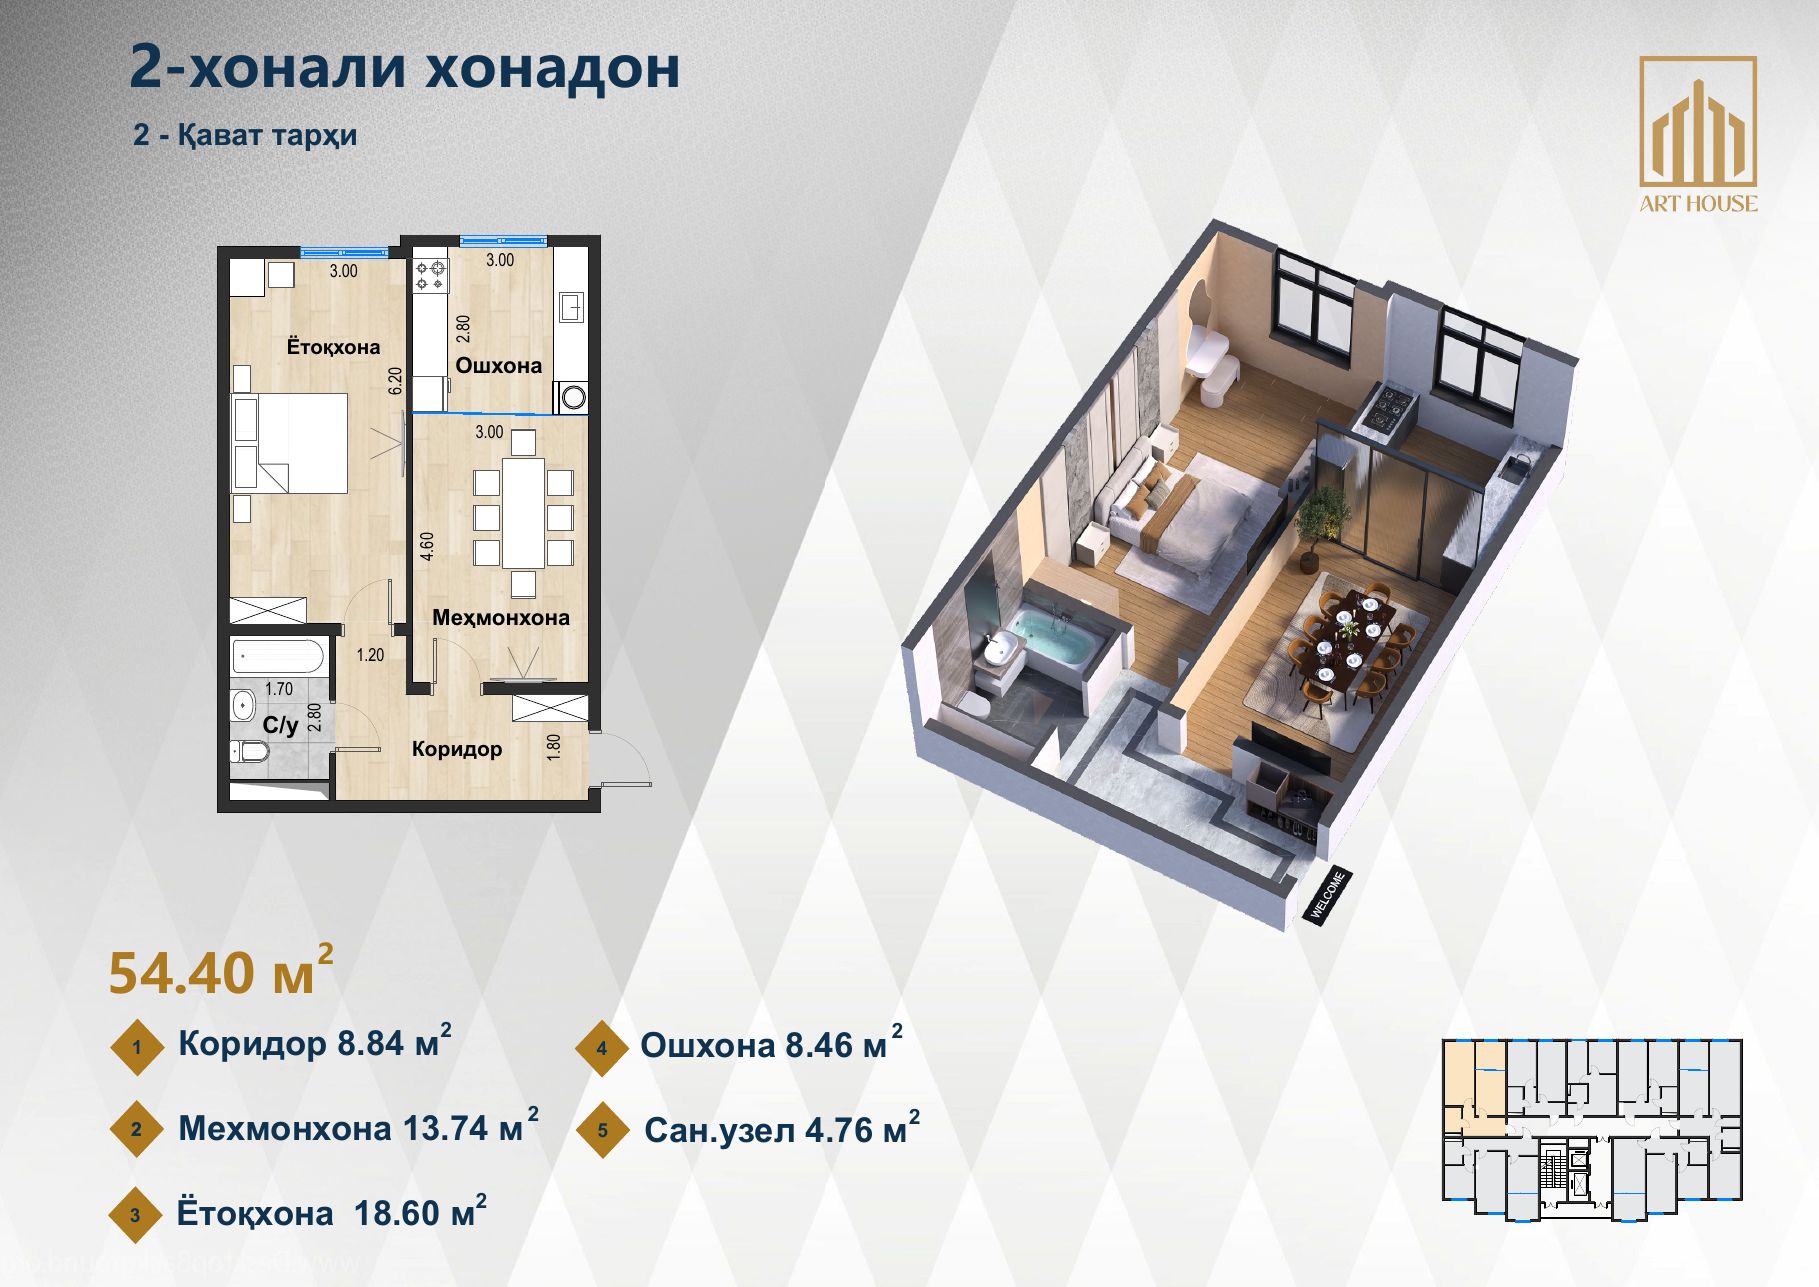 2-хонали хонадон
2 - Қават тарҳи
ART HOUSE
3.00
3.00
2.80
Ётоқхона
Ошхона
6.20
3.00
4.60
Меҳмонхона
1.20
1.70
2.80
С/у
Коридор
1.80
WELCOME
54.40 м²
1 Коридор 8.84 м²
2 Мехмонхона 13.74 м²
3 Ётоқхона 18.60 м²
4 Ошхона 8.46 м²
5 Сан.узел 4.76 м²